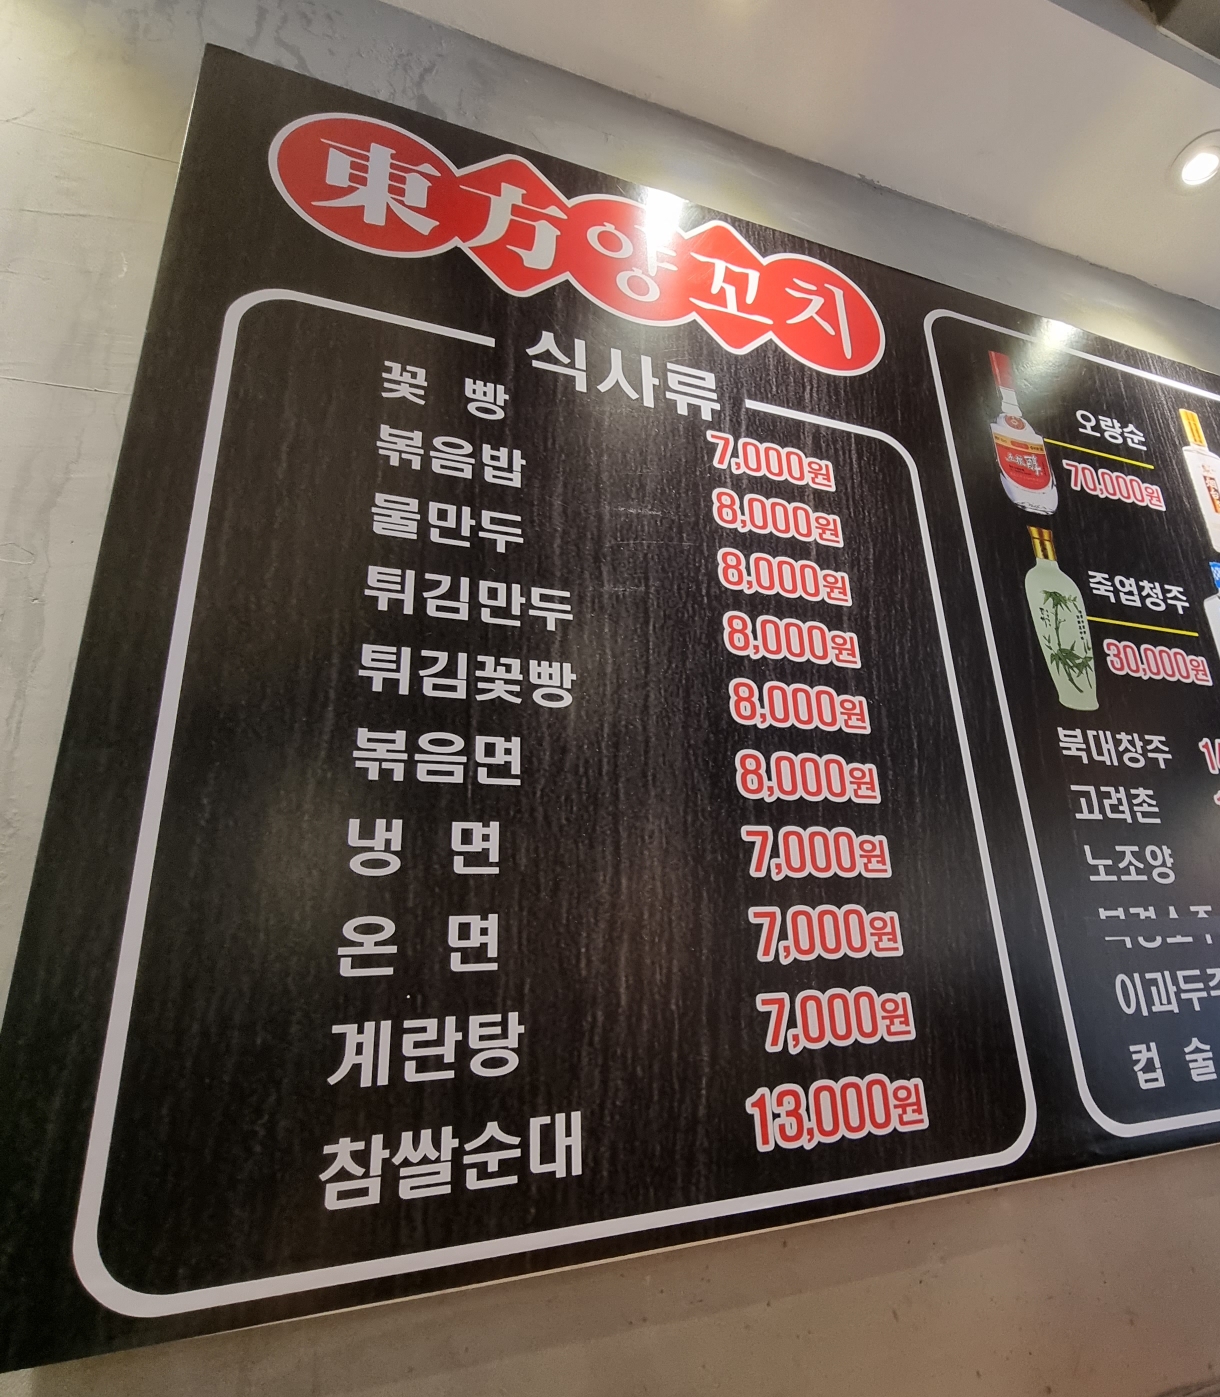 東方양꼬치
식사류
꽃 빵 7,000원
볶음밥 8,000원
물만두 8,000원
튀김만두 8,000원
튀김꽃빵 8,000원
볶음면 8,000원
냉 면 7,000원
온 면 7,000원
계란탕 7,000원
참쌀순대 13,000원
오량순
70,000원
죽엽청주
30,000원
북대창주
고려촌
노조양
이과두주
컵 술